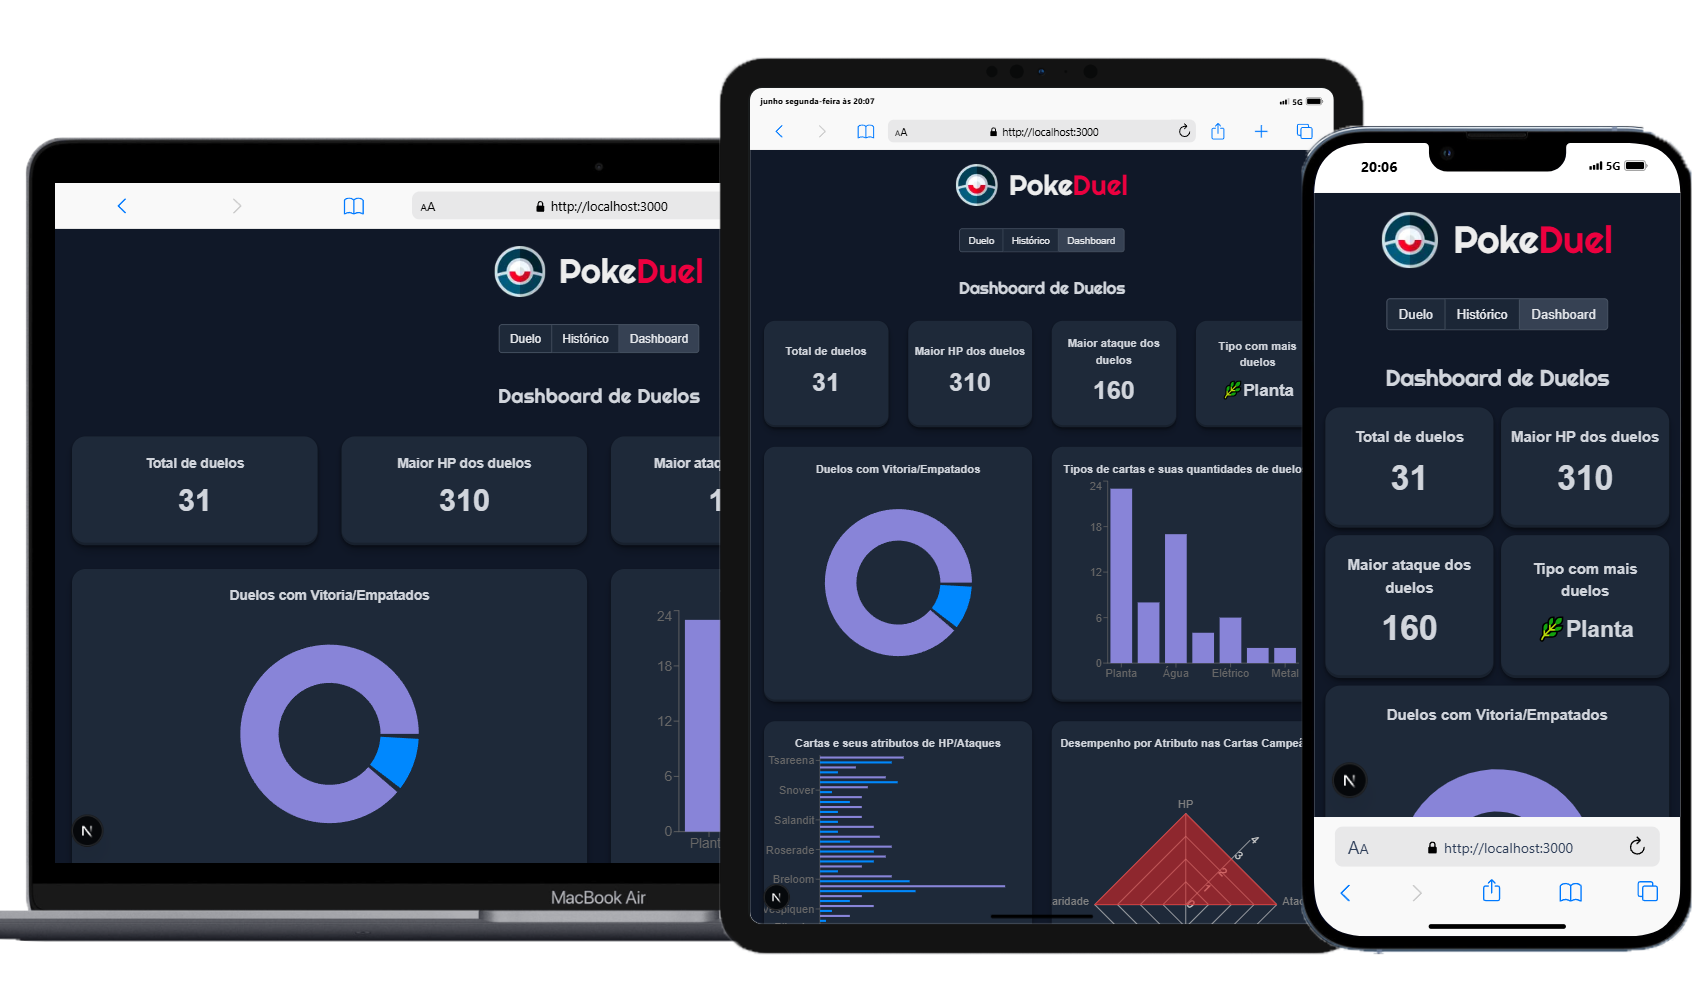 AA
http://localhost:3000
PokeDuel
Duelo Histórico Dashboard
Dashboard de Duelos
Total de duelos
31
Maior HP dos duelos
310
Maior ataq
1
Duelos com Vitoria/Empatados
24
18
12
6
0
Plant
N
MacBook Air
junho segunda-feira às 20:07
5G
AA
http://localhost:3000
PokeDuel
Duelo Histórico Dashboard
Dashboard de Duelos
Total de duelos
31
Maior HP dos duelos
310
Maior ataque dos
duelos
160
Tipo com mais
duelos
Planta
Duelos com Vitoria/Empatados
Tipos de cartas e suas quantidades de duelo
24
18
12
6
0
Planta Água Elétrico Metal
Cartas e seus atributos de HP/Ataques
Tsareena
Snover
Salandit
Roserade
Breloom
Vespiquen
N
Desempenho por Atributo nas Cartas Campeã
HP
4
3
2
1
0
aridade
Ataq
20:06
5G
PokeDuel
Duelo Histórico Dashboard
Dashboard de Duelos
Total de duelos
31
Maior HP dos duelos
310
Maior ataque dos
duelos
160
Tipo com mais
duelos
Planta
Duelos com Vitoria/Empatados
N
AA
http://localhost:3000